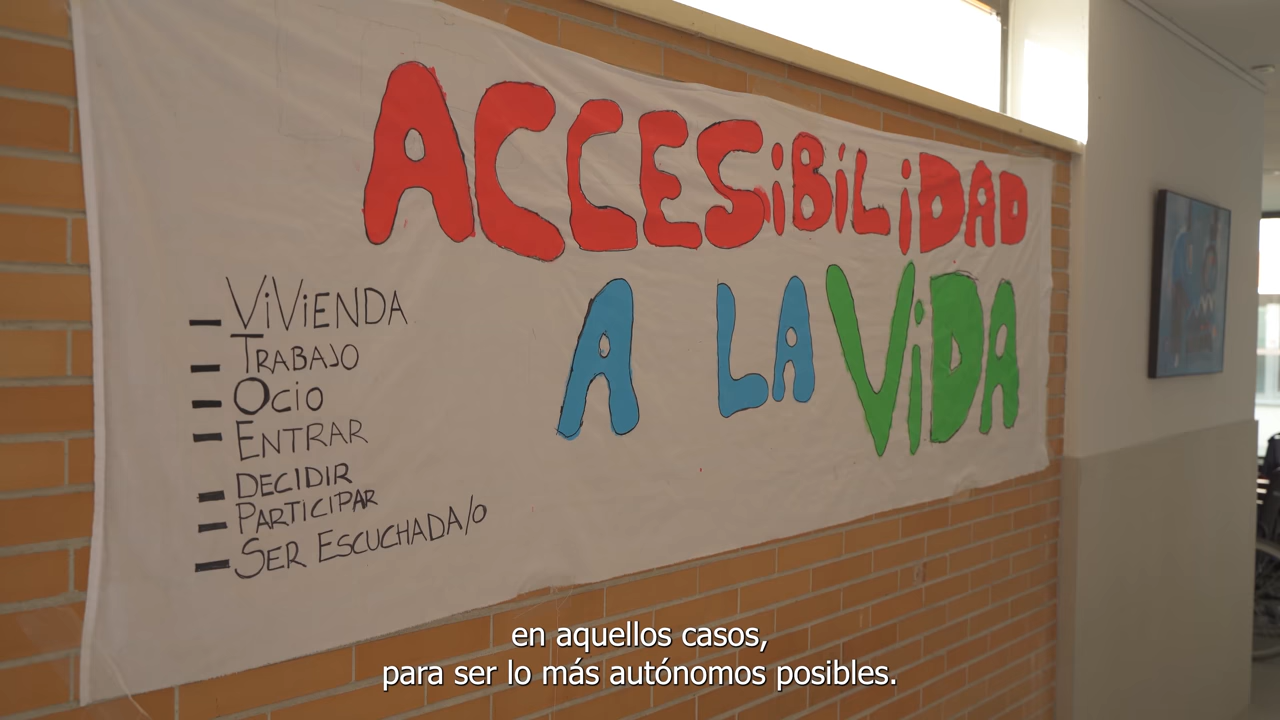 ACCESiBiLiDAD
A LA ViDA
- ViViENDA
- TRABAJO
- OCiO
- ENTRAR
- DECIDIR
- PARTICIPAR
- SER ESCUCHADA/O
en aquellos casos,
para ser lo más autónomos posibles.